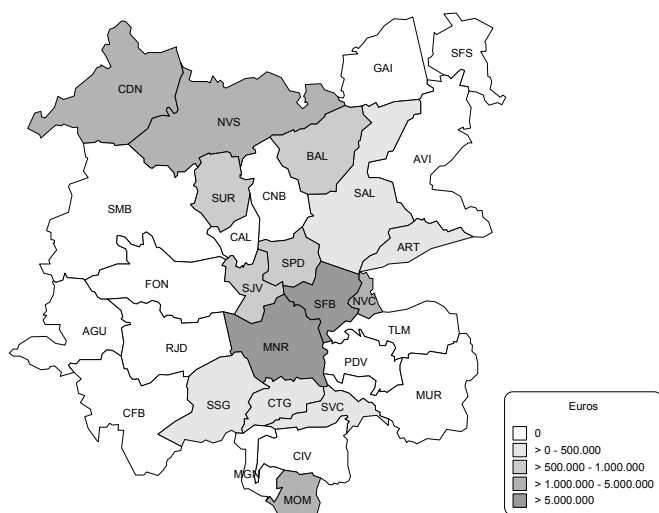 SFS
GAI
CDN
NVS
BAL
AVI
SAL
SUR
CNB
SMB
CAL
ART
SPD
FON
SJV
SFB
NVC
AGU
TLM
RJD
MNR
PDV
MUR
SSG
CTG
SVC
CFB
CIV
MGN
MOM
Euros
0
> 0 - 500.000
> 500.000 - 1.000.000
> 1.000.000 - 5.000.000
> 5.000.000